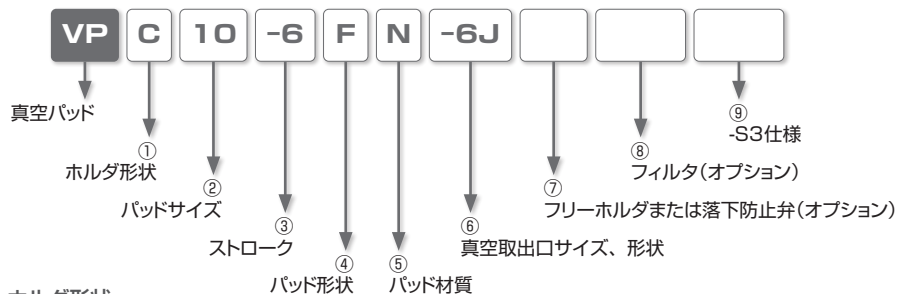 VP C 10 -6 F N -6J
真空パッド
①
ホルダ形状
②
パッドサイズ
③
ストローク
④
パッド形状
⑤
パッド材質
⑥
真空取出口サイズ、形状
⑦
フリーホルダまたは落下防止弁(オプション)
⑧
フィルタ(オプション)
⑨
-S3仕様